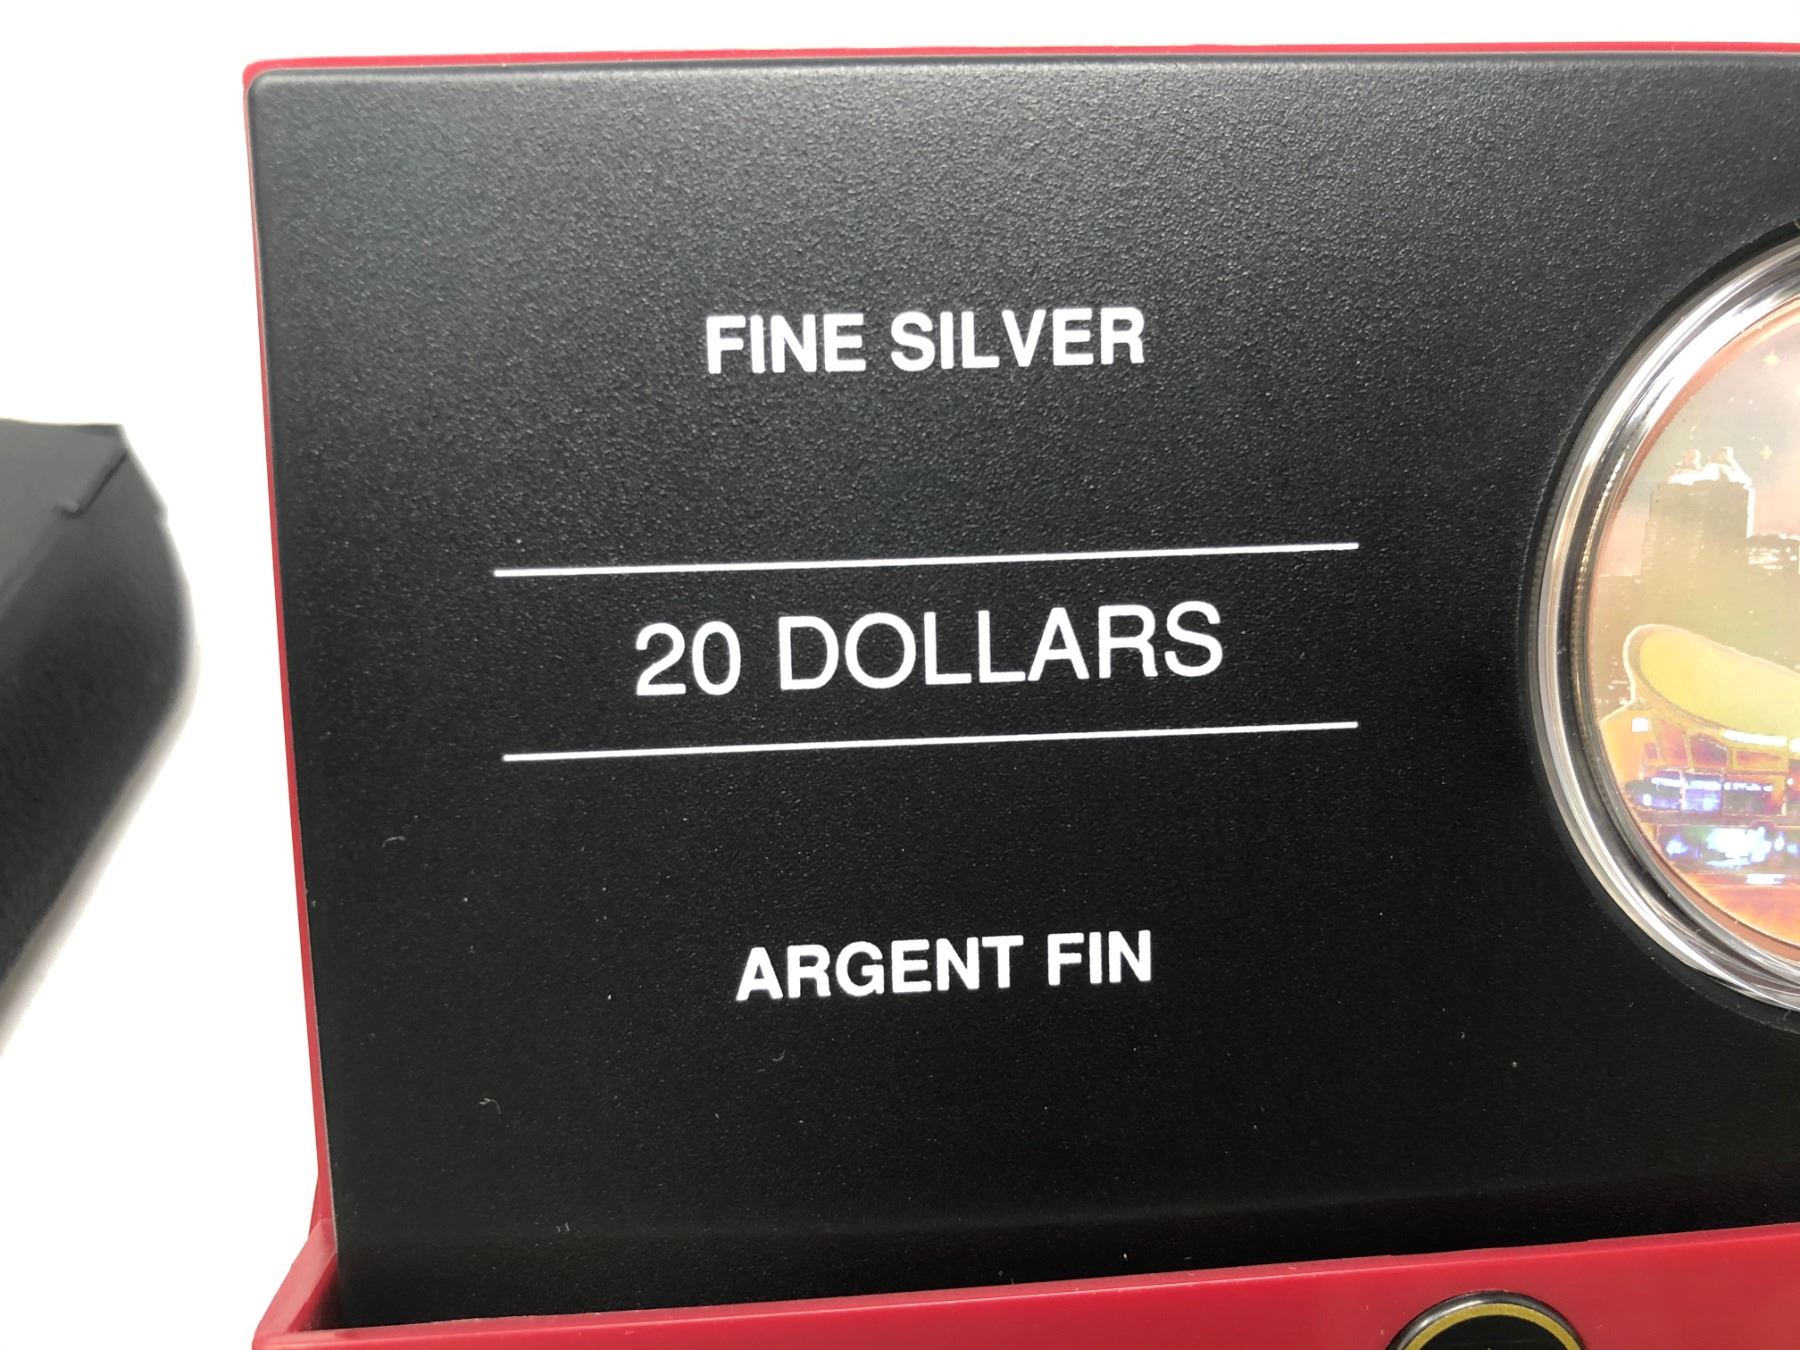 FINE SILVER
20 DOLLARS
ARGENT FIN